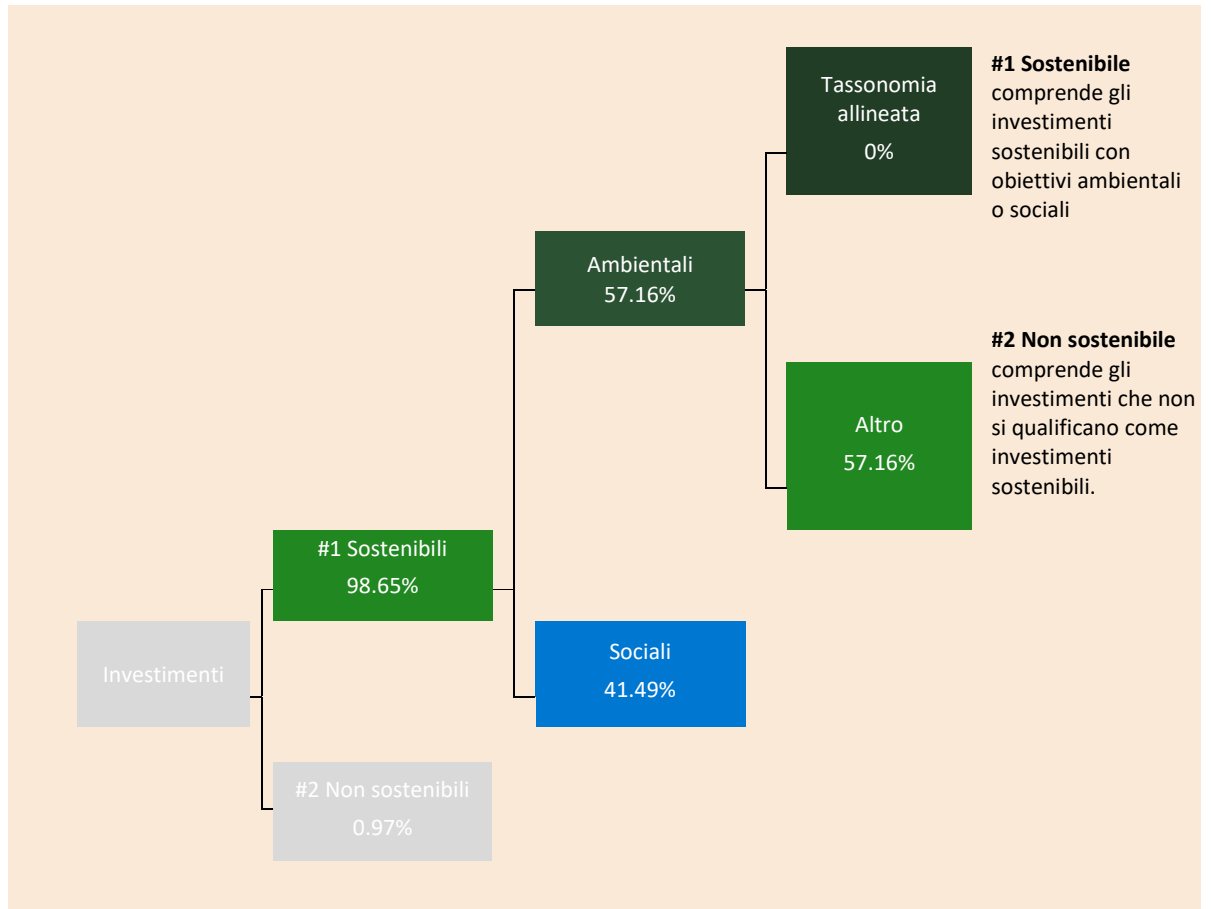 Tassonomia
allineata
0%
#1 Sostenibile
comprende gli
investimenti
sostenibili con
obiettivi ambientali
o sociali
Ambientali
57.16%
#2 Non sostenibile
comprende gli
investimenti che non
si qualificano come
investimenti
sostenibili.
Altro
57.16%
#1 Sostenibili
98.65%
Sociali
41.49%
Investimenti
#2 Non sostenibili
0.97%